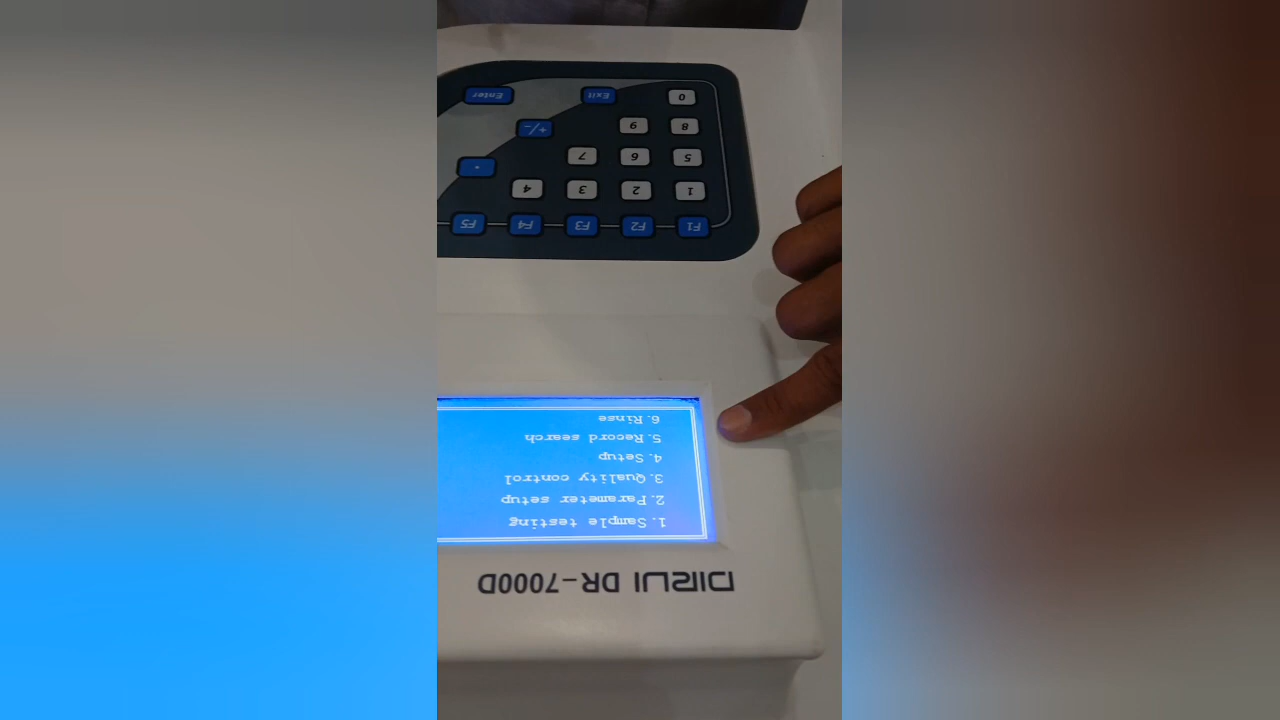 DIRUI DR-7000D
1.Sample testing
2.Parameter setup
3.Quality control
4.Setup
5.Record search
6.Rinse
F1 F2 F3 F4 F5
1 2 3 4 .
5 6 7 +/-
8 9
0 Exit Enter